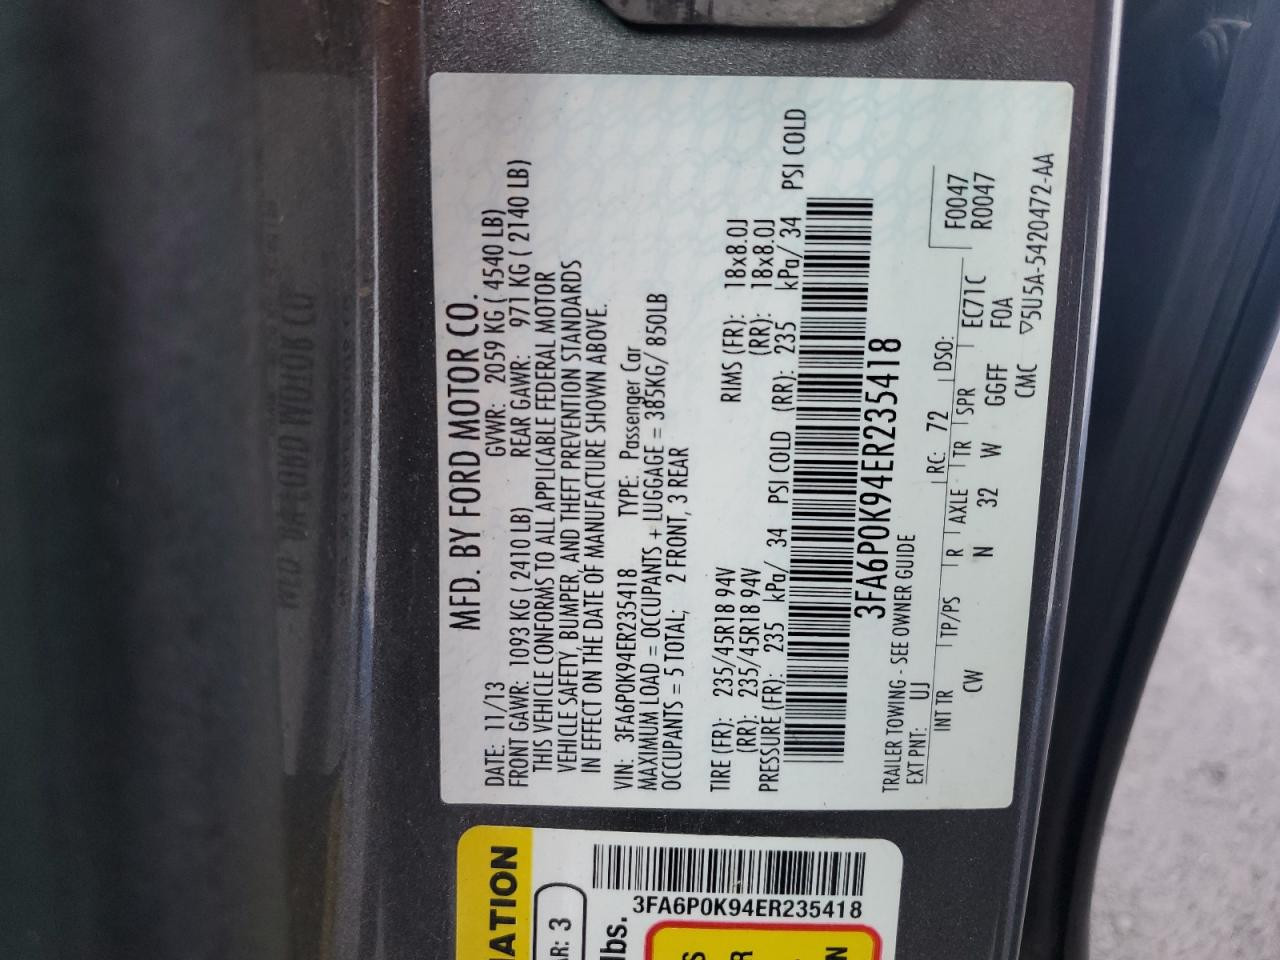 MFD. BY FORD MOTOR CO.
DATE: 11/13 GVWR: 2059 KG ( 4540 LB)
FRONT GAWR: 1093 KG ( 2410 LB) REAR GAWR: 971 KG ( 2140 LB)
THIS VEHICLE CONFORMS TO ALL APPLICABLE FEDERAL MOTOR
VEHICLE SAFETY, BUMPER, AND THEFT PREVENTION STANDARDS
IN EFFECT ON THE DATE OF MANUFACTURE SHOWN ABOVE.
VIN: 3FA6P0K94ER235418 TYPE: Passenger Car
MAXIMUM LOAD = OCCUPANTS + LUGGAGE = 385KG/ 850LB
OCCUPANTS = 5 TOTAL, 2 FRONT, 3 REAR
TIRE (FR): 235/45R18 94V RIMS (FR): 18x8.0J
(RR): 235/45R18 94V (RR): 18x8.0J
PRESSURE (FR): 235 kPa/ 34 PSI COLD (RR): 235 kPa/ 34 PSI COLD
3FA6P0K94ER235418
TRAILER TOWING - SEE OWNER GUIDE
EXT PNT: UJ RC: 72 DSO: F0047
INT TR TP/PS R AXLE TR SPR EC71C R0047
CW N 32 W GGFF F0A
CMC ▽5U5A-5420472-AA
3FA6P0K94ER235418
AR: 3
lbs.